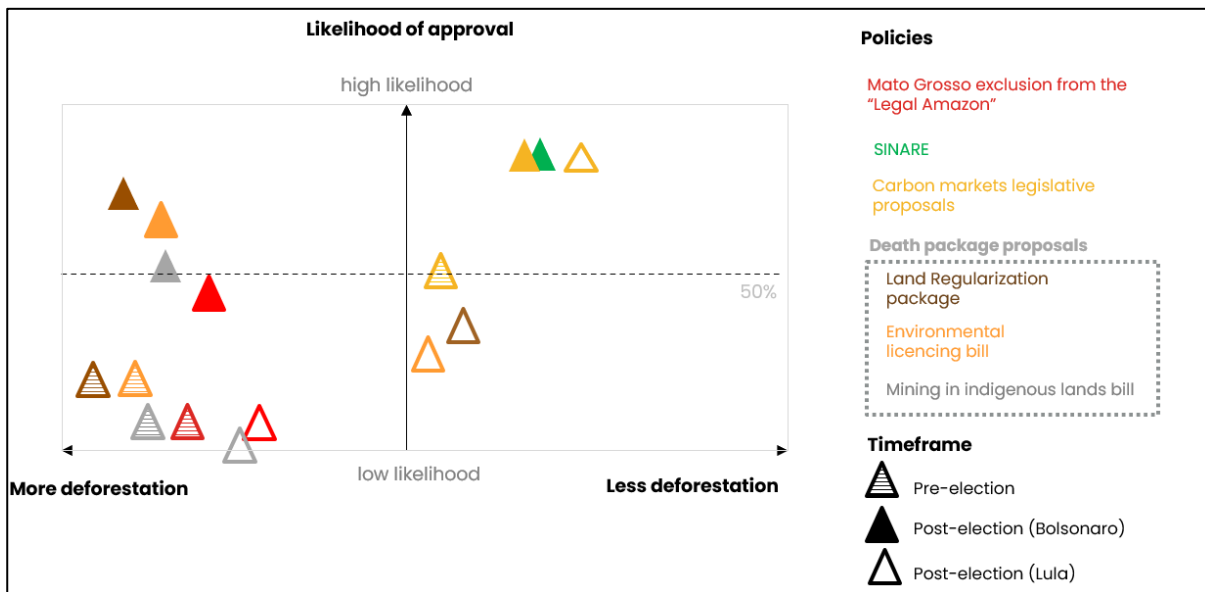 Likelihood of approval
high likelihood
50%
low likelihood
More deforestation
Less deforestation
Policies
Mato Grosso exclusion from the
“Legal Amazon”
SINARE
Carbon markets legislative
proposals
Death package proposals
Land Regularization
package
Environmental
licencing bill
Mining in indigenous lands bill
Timeframe
Pre-election
Post-election (Bolsonaro)
Post-election (Lula)